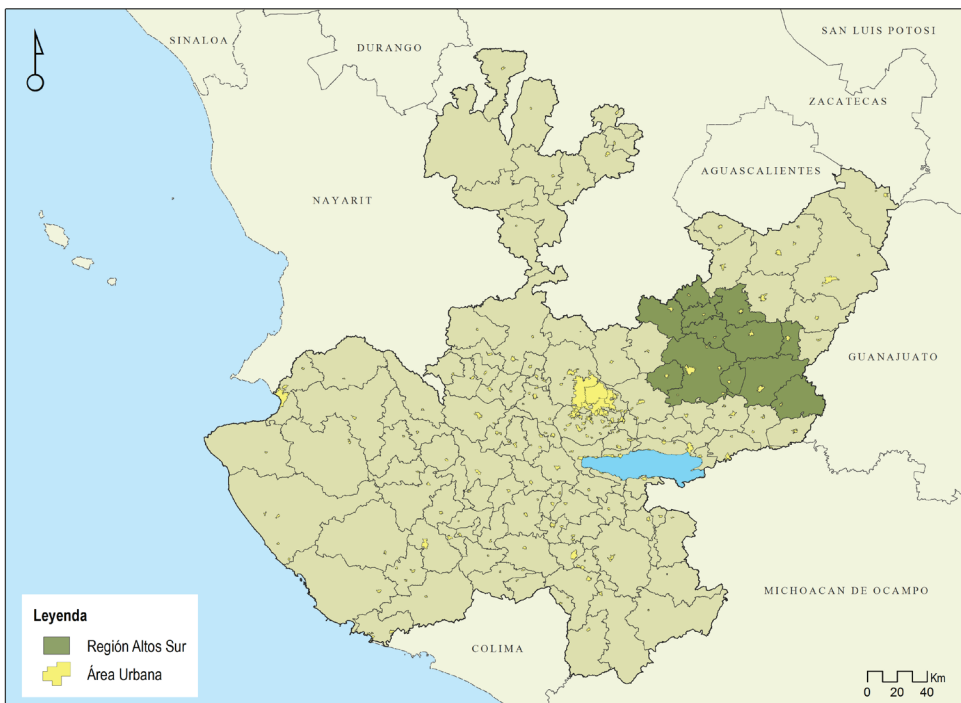 SINALOA
DURANGO
SAN LUIS POTOSI
ZACATECAS
AGUASCALIENTES
NAYARIT
GUANAJUATO
MICHOACAN DE OCAMPO
COLIMA
Leyenda
Región Altos Sur
Área Urbana
Km
0 20 40